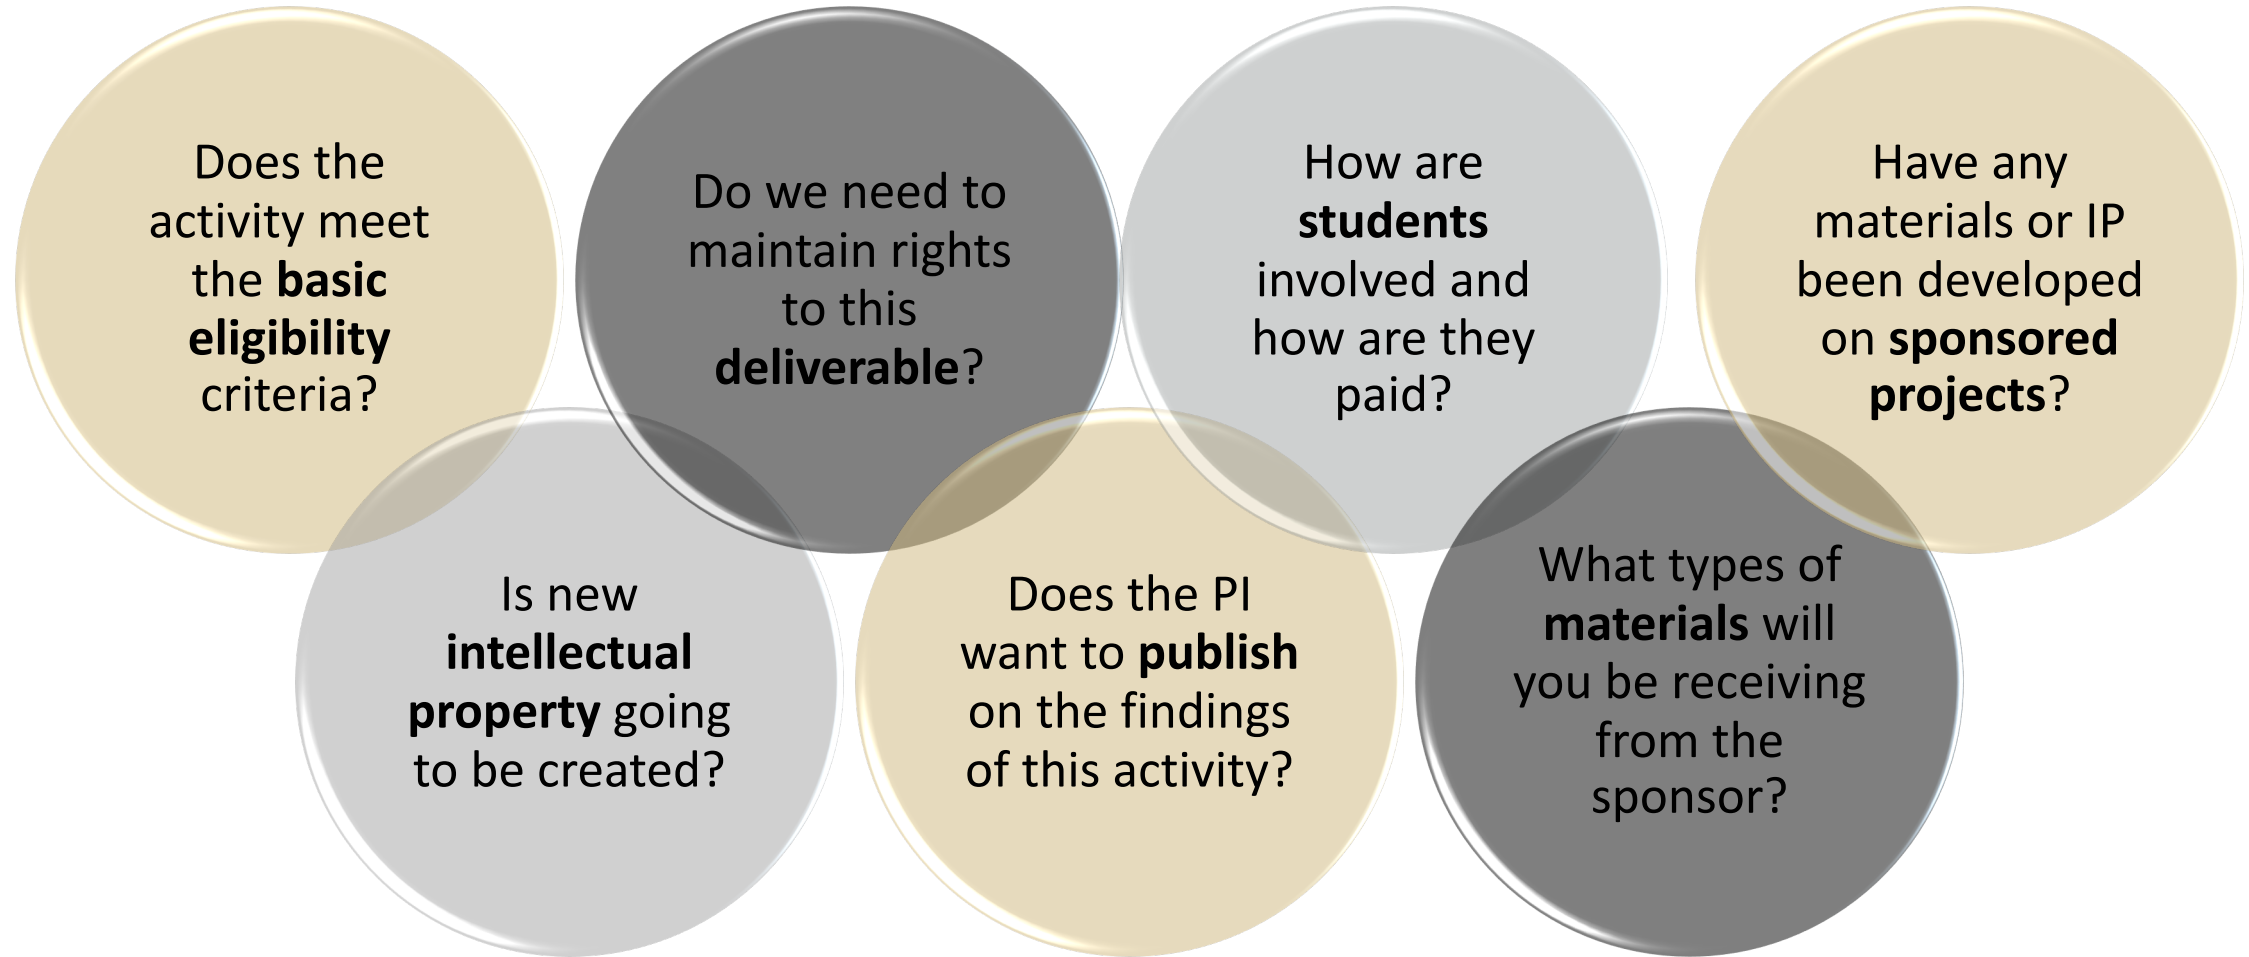 Does the
activity meet
the basic
eligibility
criteria?
Is new
intellectual
property going
to be created?
Do we need to
maintain rights
to this
deliverable?
Does the PI
want to publish
on the findings
of this activity?
How are
students
involved and
how are they
paid?
What types of
materials will
you be receiving
from the
sponsor?
Have any
materials or IP
been developed
on sponsored
projects?